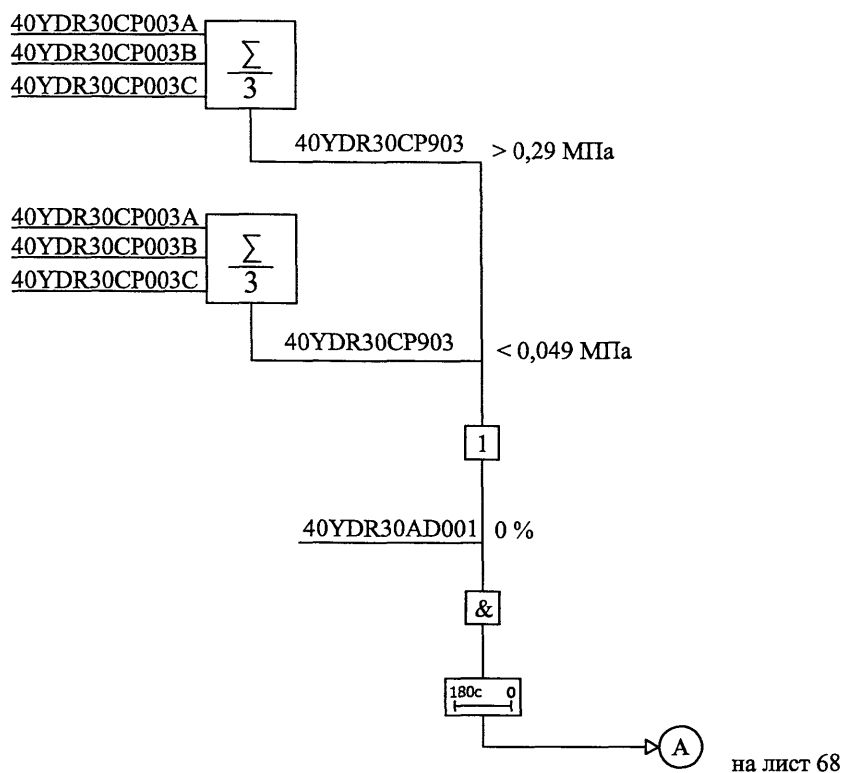 40YDR30CP003A
40YDR30CP003B
40YDR30CP003C
∑
3
40YDR30CP903 > 0,29 МПа
40YDR30CP003A
40YDR30CP003B
40YDR30CP003C
∑
3
40YDR30CP903 < 0,049 МПа
1
40YDR30AD001 0 %
&
180с 0
А на лист 68